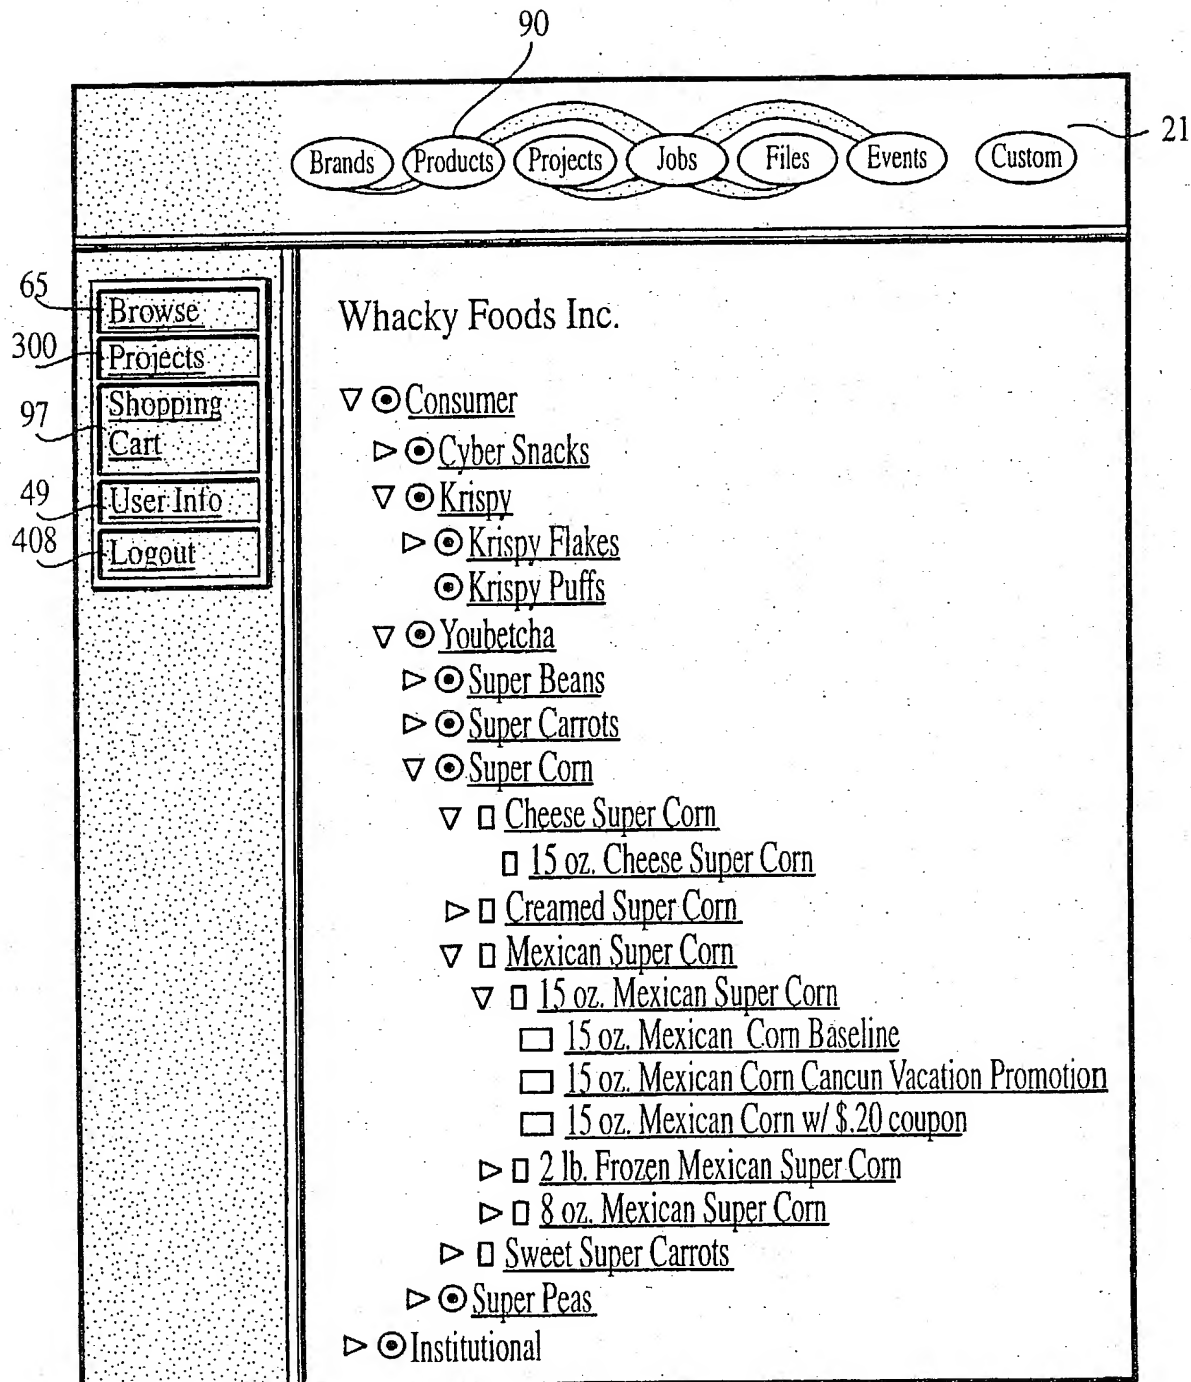 90
21
Brands Products Projects Jobs Files Events Custom
65
Browse
300
Projects
97
Shopping
Cart
49
User Info
408
Logout
Whacky Foods Inc.
Consumer
Cyber Snacks
Krispy
Krispy Flakes
Krispy Puffs
Youbetcha
Super Beans
Super Carrots
Super Corn
Cheese Super Corn
15 oz. Cheese Super Corn
Creamed Super Corn
Mexican Super Corn
15 oz. Mexican Super Corn
15 oz. Mexican Corn Baseline
15 oz. Mexican Corn Cancun Vacation Promotion
15 oz. Mexican Corn w/ $.20 coupon
2 lb. Frozen Mexican Super Corn
8 oz. Mexican Super Corn
Sweet Super Carrots
Super Peas
Institutional